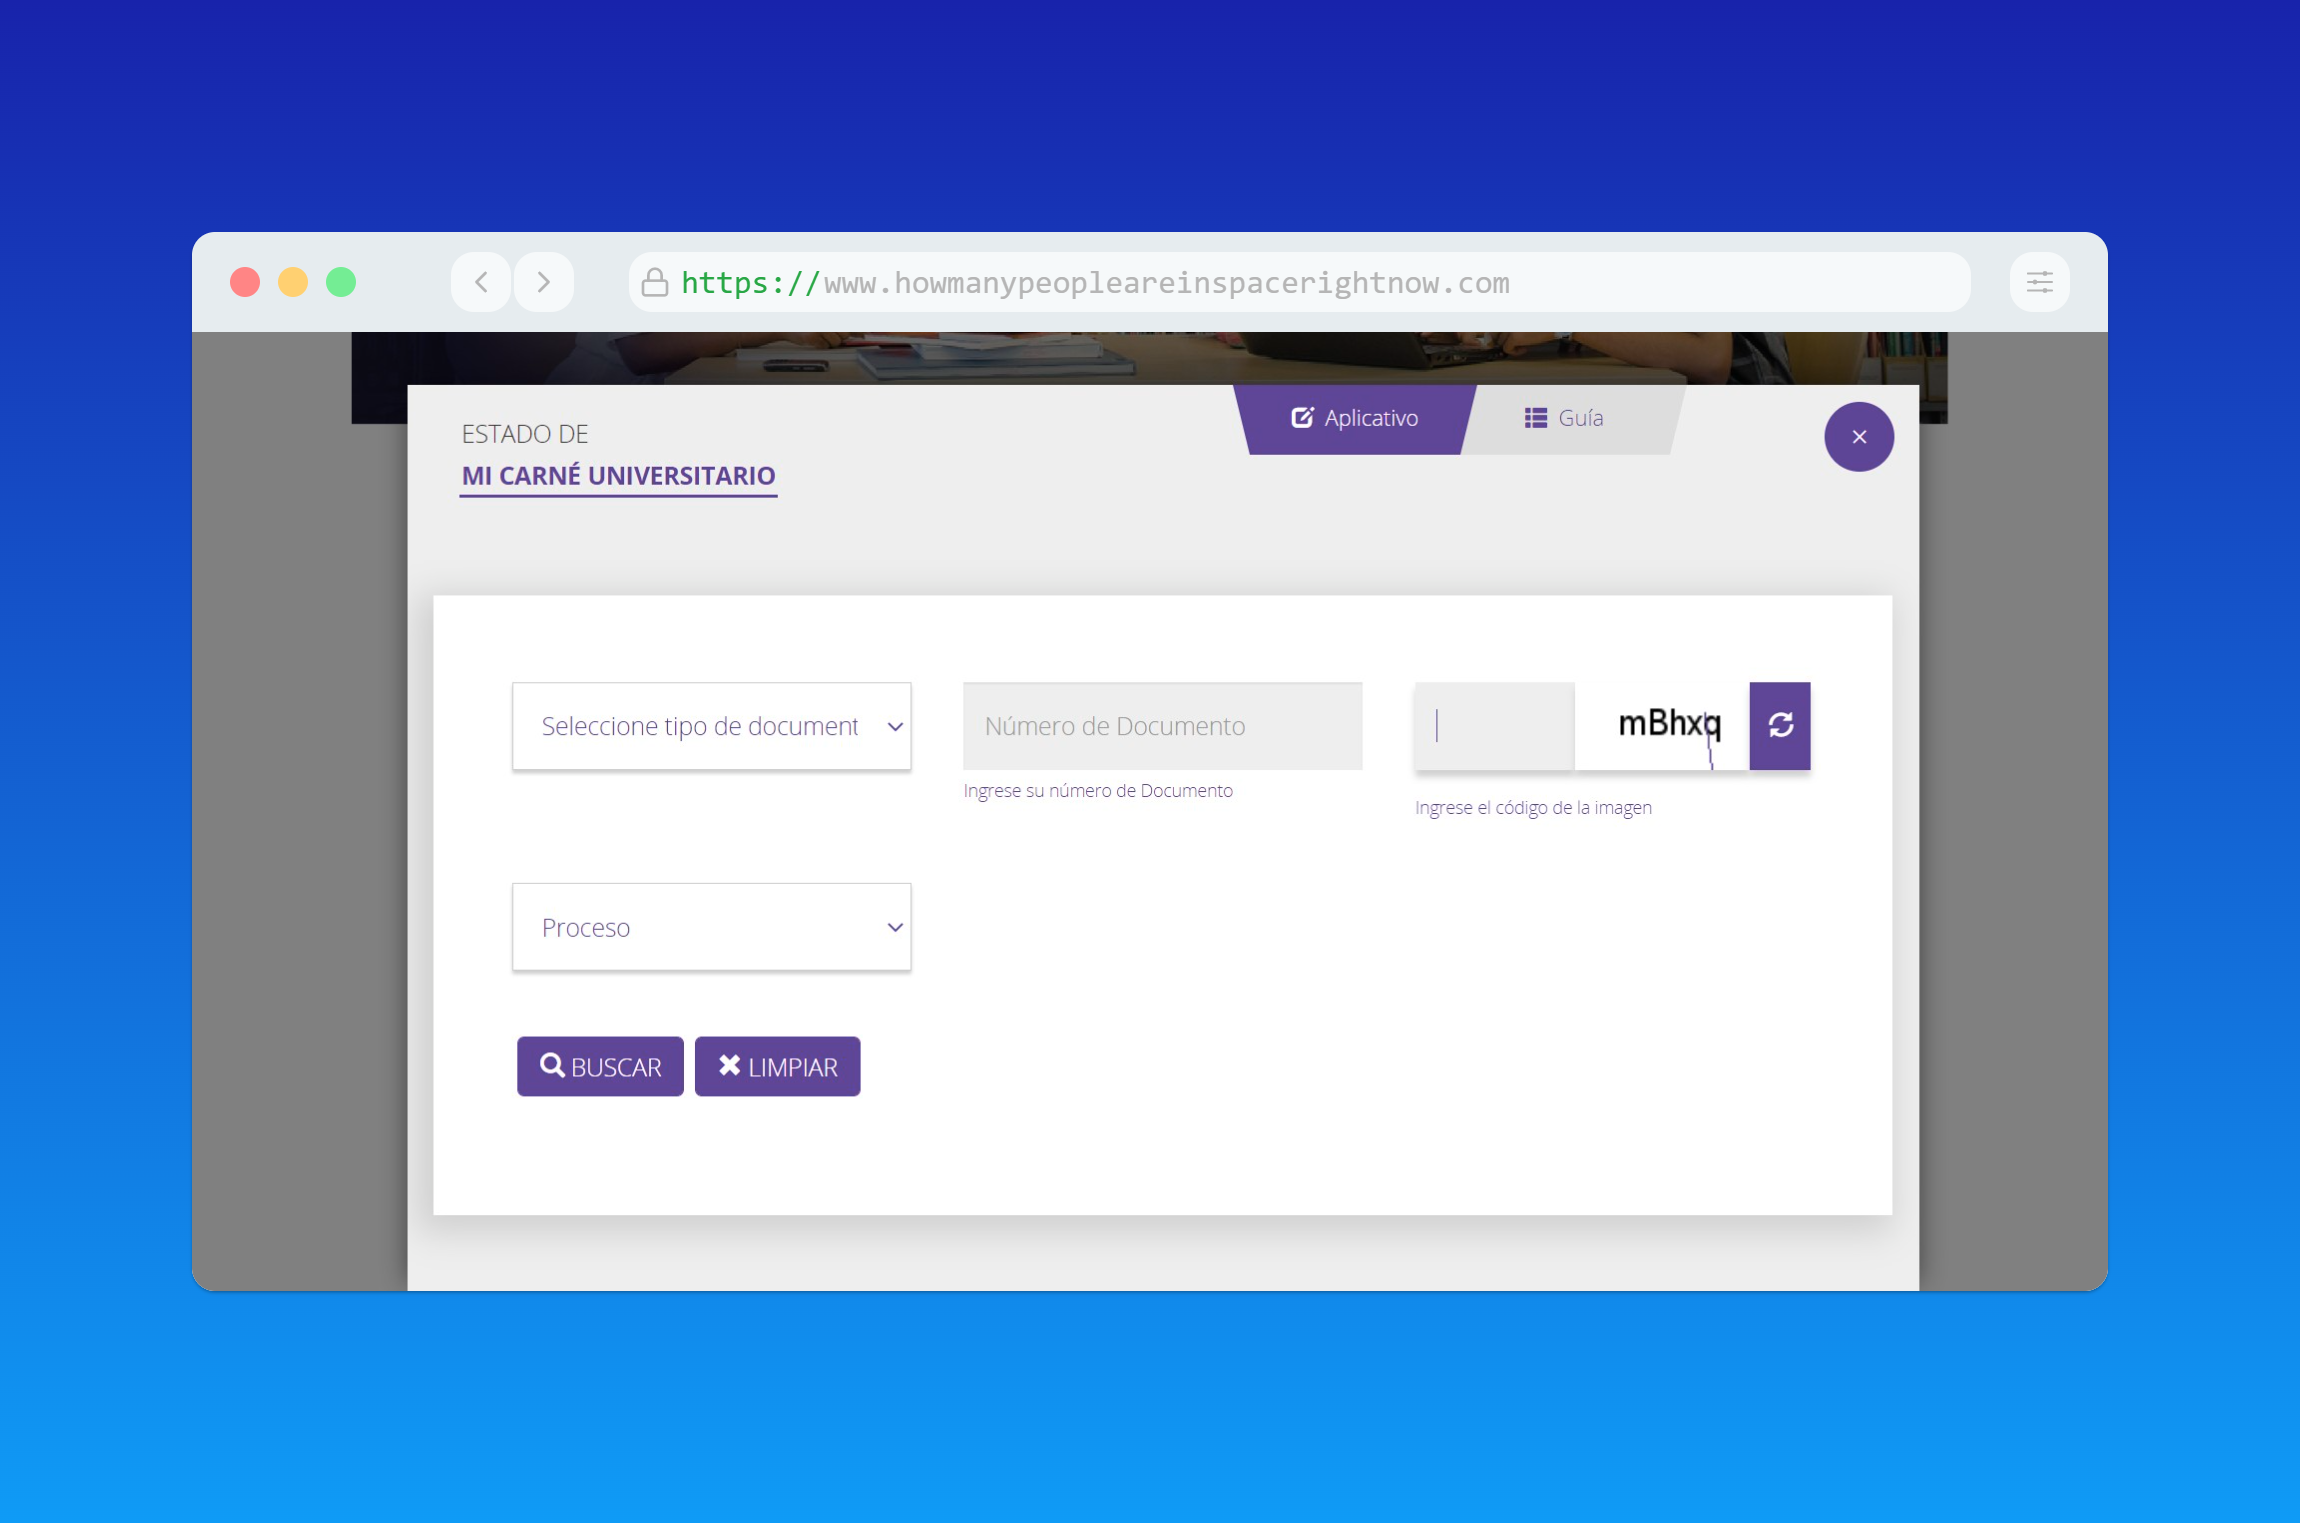 https://www.howmanypeopleareinspacerightnow.com
Aplicativo
Guía
ESTADO DE
MI CARNÉ UNIVERSITARIO
Seleccione tipo de document
Número de Documento
mBhxq
Ingrese su número de Documento
Ingrese el código de la imagen
Proceso
BUSCAR
LIMPIAR